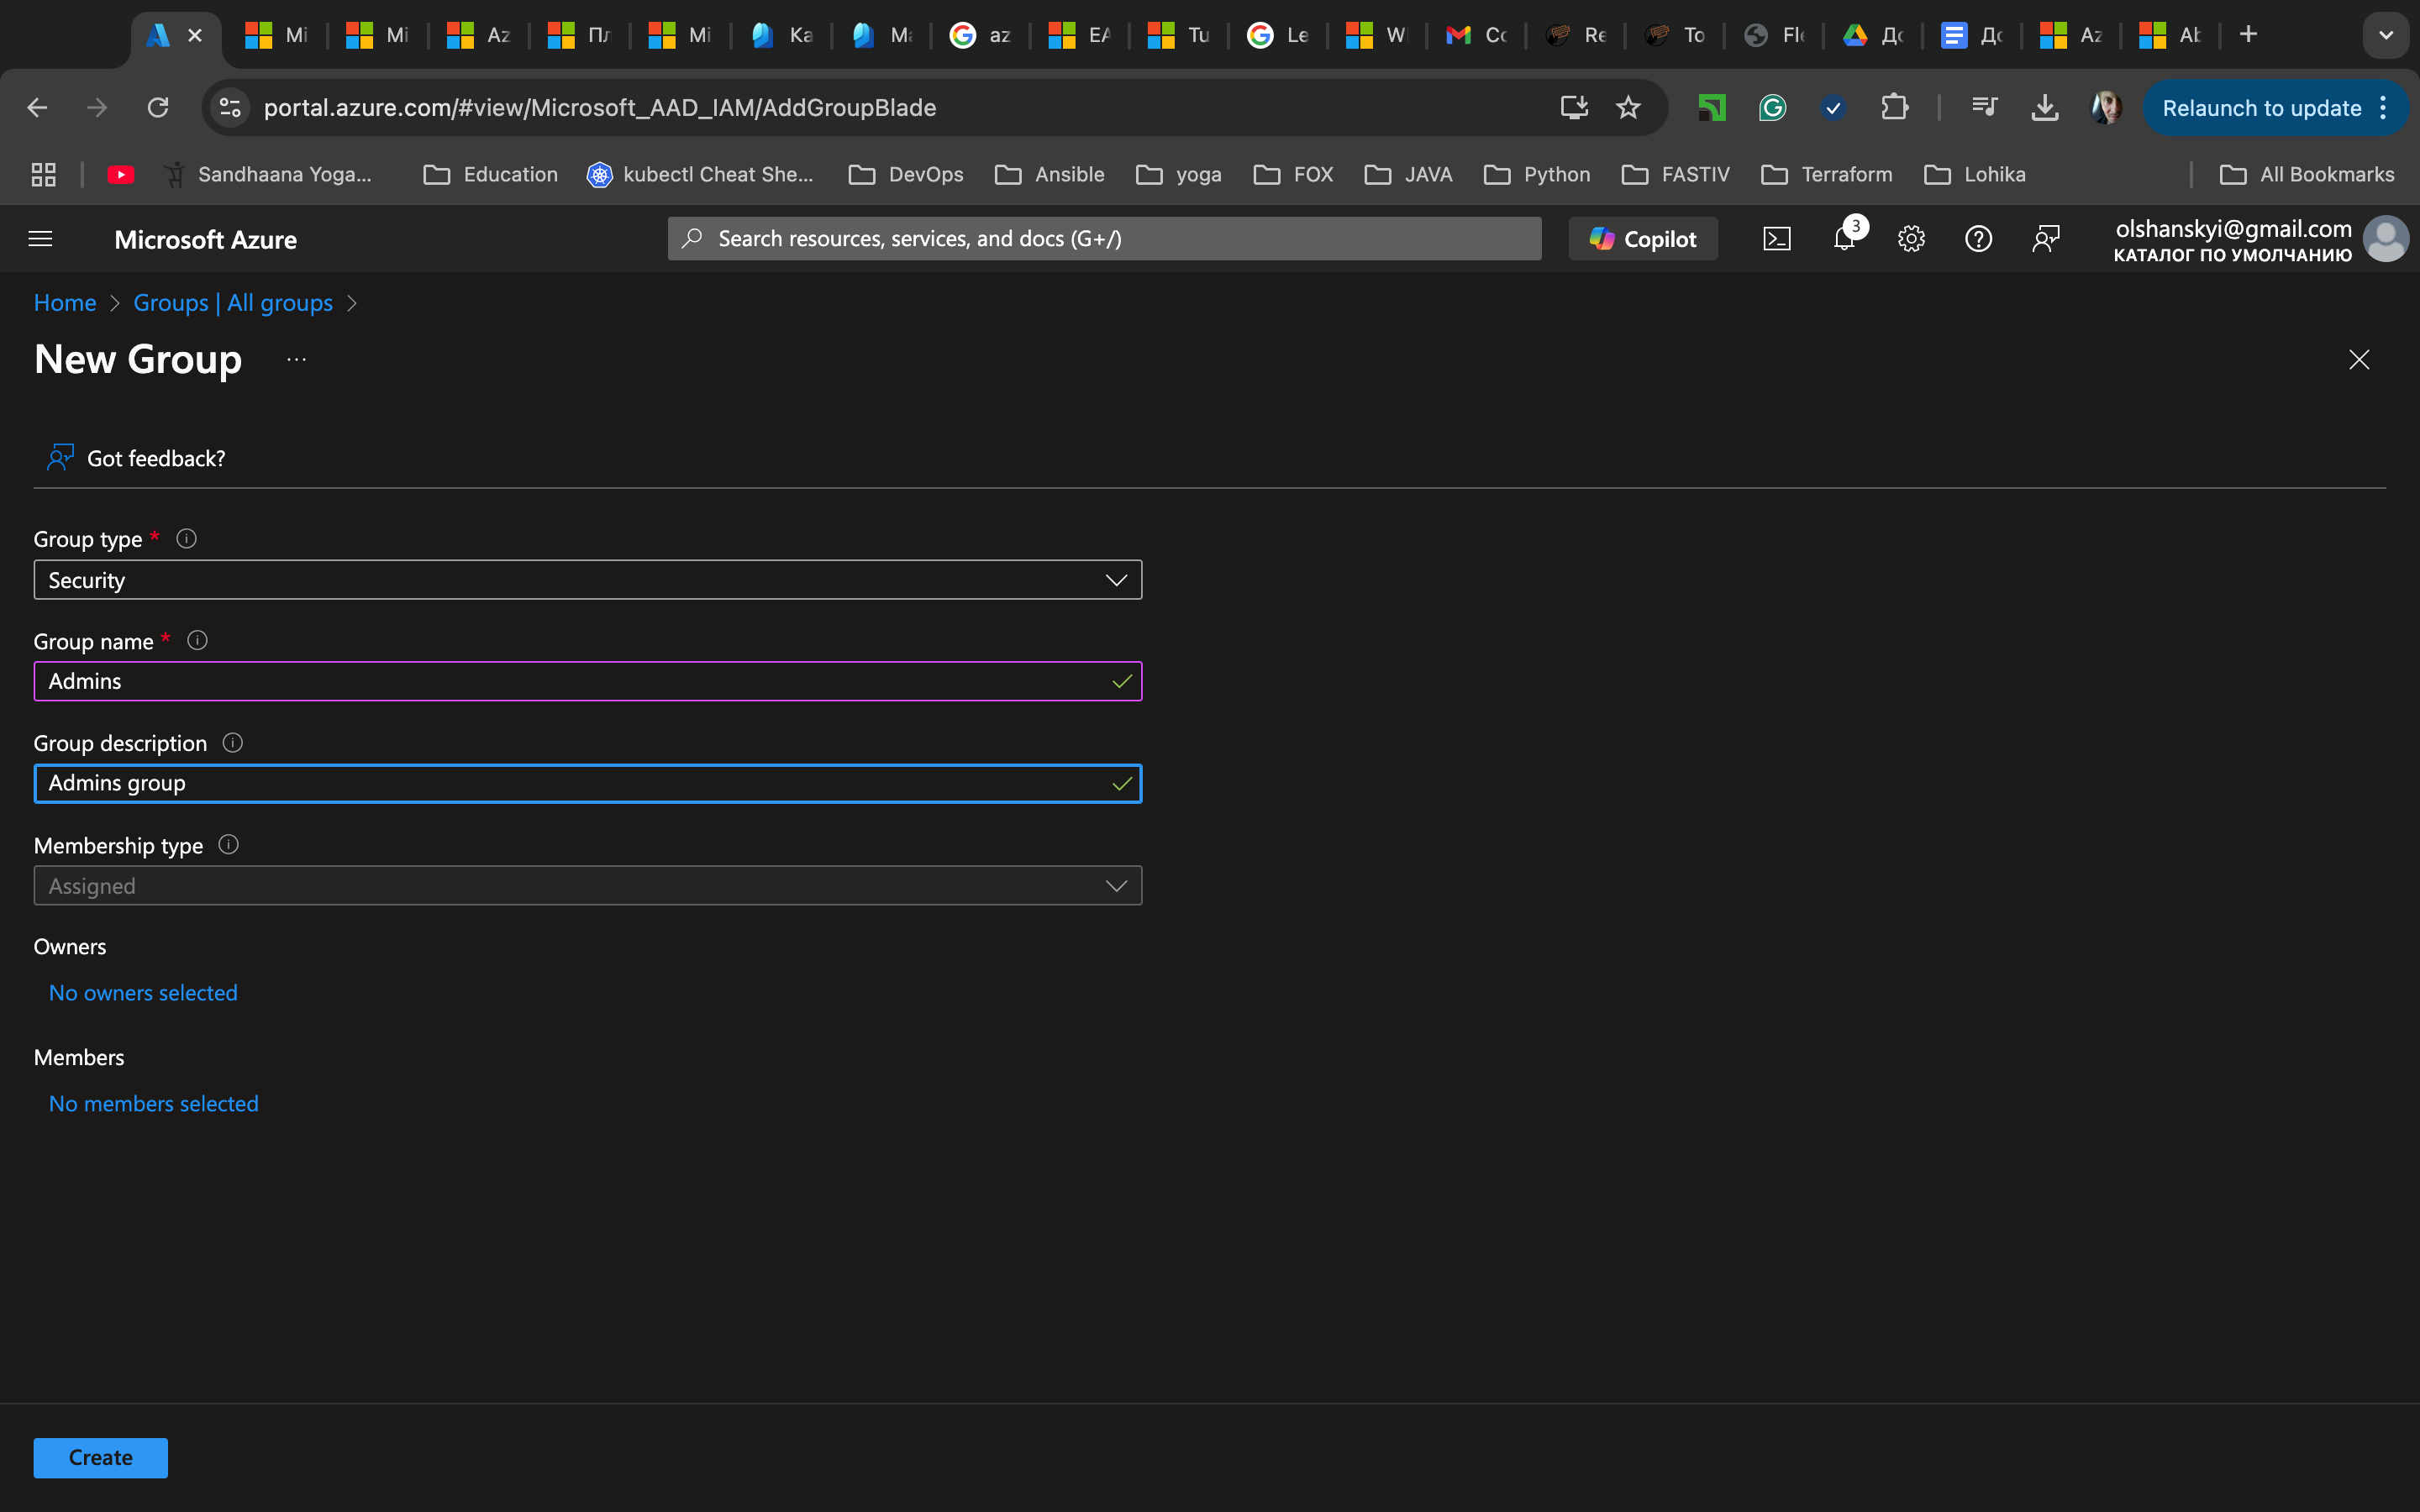 Mi
Mi
Az
Пл
Mi
Ka
Ma
az
EA
Tu
Le
W
Co
Re
To
Fle
До
До
Az
Ab
portal.azure.com/#view/Microsoft_AAD_IAM/AddGroupBlade
Relaunch to update
Sandhaana Yoga...
Education
kubectl Cheat She...
DevOps
Ansible
yoga
FOX
JAVA
Python
FASTIV
Terraform
Lohika
All Bookmarks
Microsoft Azure
Search resources, services, and docs (G+/)
Copilot
3
olshanskyi@gmail.com
КАТАЛОГ ПО УМОЛЧАНИЮ
Home > Groups | All groups >
New Group ...
Got feedback?
Group type *
Security
Group name *
Admins
Group description
Admins group
Membership type
Assigned
Owners
No owners selected
Members
No members selected
Create